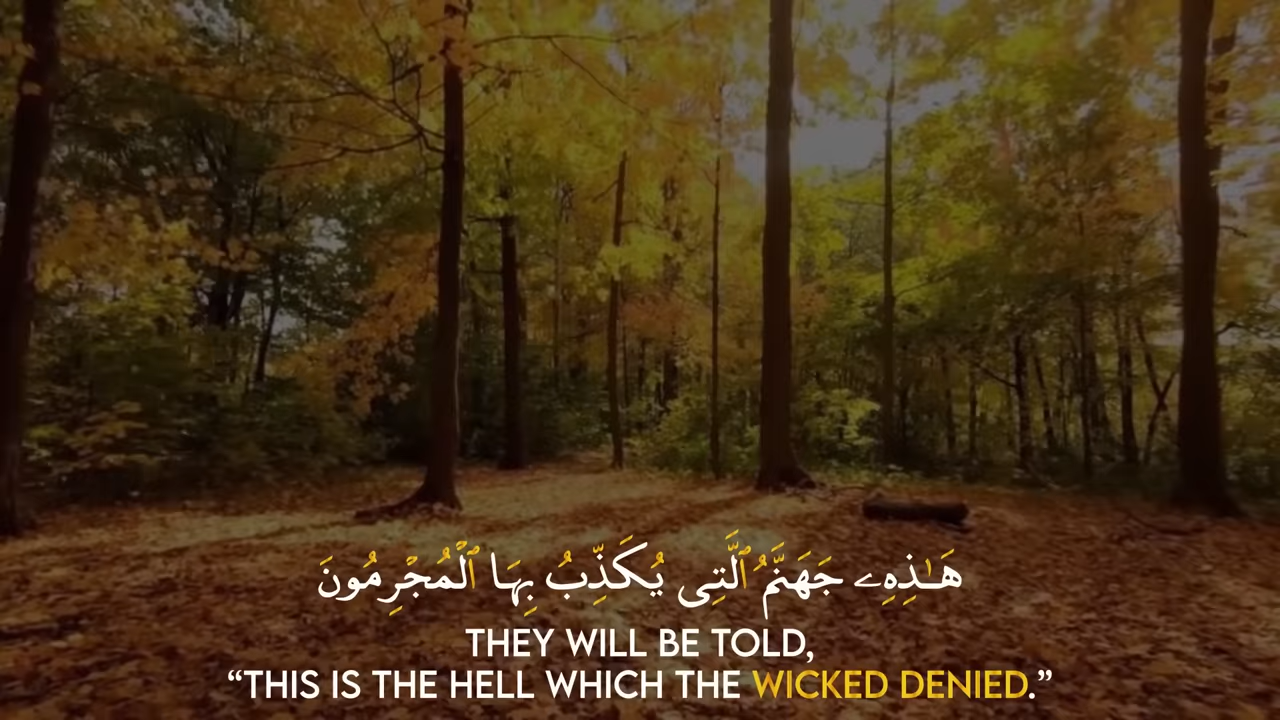 هَـٰذِهِۦ جَهَنَّمُ ٱلَّتِى يُكَذِّبُ بِهَا ٱلْمُجْرِمُونَ
THEY WILL BE TOLD,
“THIS IS THE HELL WHICH THE WICKED DENIED.”